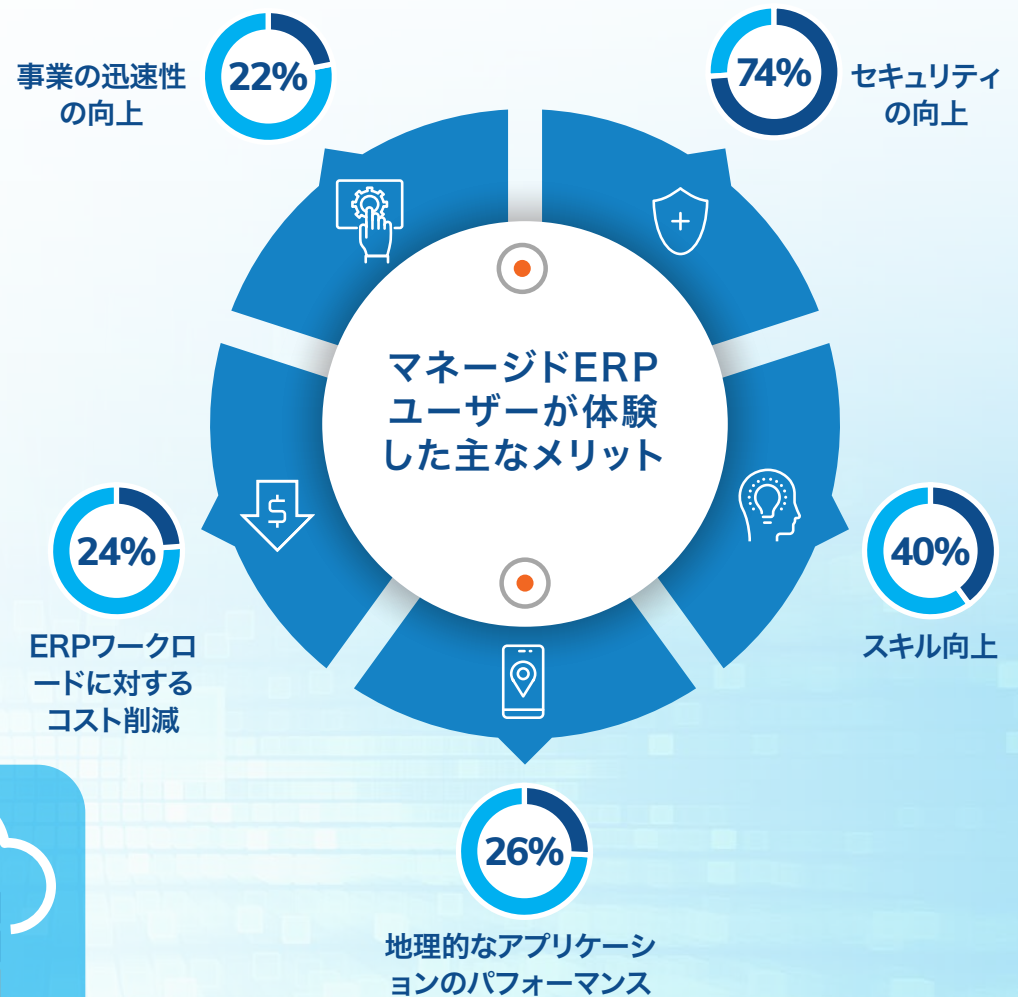 マネージドERP
ユーザーが体験
した主なメリット
74%
セキュリティ
の向上
40%
スキル向上
26%
地理的なアプリケーシ
ョンのパフォーマンス
24%
ERPワークロ
ードに対する
コスト削減
22%
事業の迅速性
の向上
$